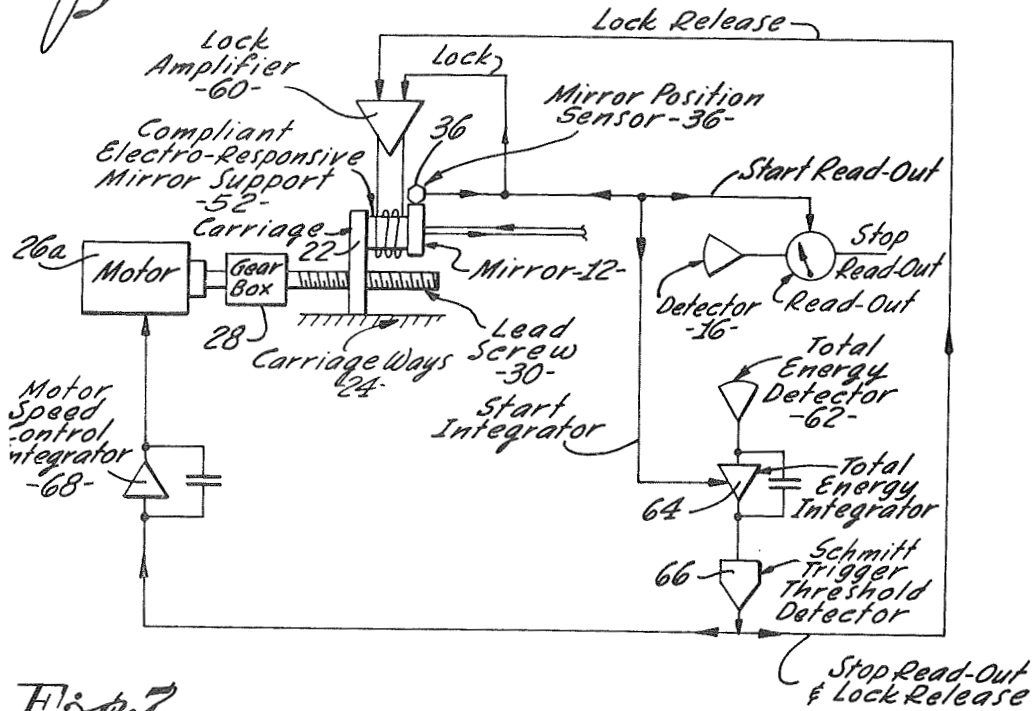 Lock Release
Lock
Amplifier
-60-
Lock
Mirror Position
Sensor-36-
36
Compliant
Electro-Responsive
Mirror Support
-52-
Start Read-Out
Carriage
22
26a
Motor
Gear
Box
28
Mirror-12-
Stop
Read-Out
Detector
-16-
Read-Out
Carriage Ways
-24-
Lead
Screw
-30-
Total
Energy
Detector
-62-
Start
Integrator
Motor
Speed
ontrol
ntegrator
-68-
64
Total
Energy
Integrator
66
Schmitt
Trigger
Threshold
Detector
Stop Read-Out
& Lock Release